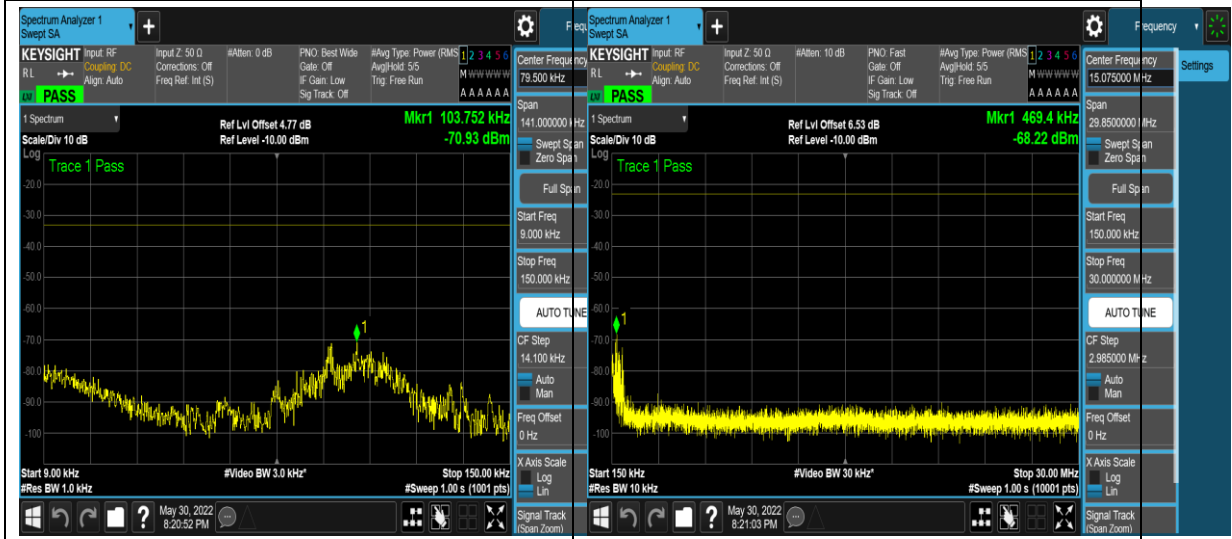 Spectrum Analyzer 1
Swept SA
+
KEYSIGHT
RL
PASS
Input: RF
Coupling: DC
Align: Auto
Input Z: 50 Ω
Corrections: Off
Freq Ref: Int (S)
#Atten: 0 dB
PNO: Best Wide
Gate: Off
IF Gain: Low
Sig Track: Off
#Avg Type: Power (RMS
Avg|Hold: 5/5
Trig: Free Run
1 2 3 4 5 6
M W W W W W
A A A A A A
1 Spectrum
Scale/Div 10 dB
Log
Ref Lvl Offset 4.77 dB
Ref Level -10.00 dBm
Mkr1 103.752 kHz
-70.93 dBm
Trace 1 Pass
-20.0
-30.0
-40.0
-50.0
-60.0
-70.0
-80.0
-90.0
-100
1
Start 9.00 kHz
#Res BW 1.0 kHz
#Video BW 3.0 kHz*
Stop 150.00 kHz
#Sweep 1.00 s (1001 pts)
?
May 30, 2022
8:20:52 PM
Frequ
Center Frequency
79.500 kHz
Span
141.000000 kHz
Swept Span
Zero Span
Full Span
Start Freq
9.000 kHz
Stop Freq
150.000 kHz
AUTO TUNE
CF Step
14.100 kHz
Auto
Man
Freq Offset
0 Hz
X Axis Scale
Log
Lin
Signal Track
(Span Zoom)
Spectrum Analyzer 1
Swept SA
+
KEYSIGHT
RL
PASS
Input: RF
Coupling: DC
Align: Auto
Input Z: 50 Ω
Corrections: Off
Freq Ref: Int (S)
#Atten: 10 dB
PNO: Fast
Gate: Off
IF Gain: Low
Sig Track: Off
#Avg Type: Power (RMS
Avg|Hold: 5/5
Trig: Free Run
1 2 3 4 5 6
M W W W W W
A A A A A A
1 Spectrum
Scale/Div 10 dB
Log
Ref Lvl Offset 6.53 dB
Ref Level -10.00 dBm
Mkr1 469.4 kHz
-68.22 dBm
Trace 1 Pass
-20.0
-30.0
-40.0
-50.0
-60.0
-70.0
-80.0
-90.0
-100
1
Start 150 kHz
#Res BW 10 kHz
#Video BW 30 kHz*
Stop 30.00 MHz
#Sweep 1.00 s (10001 pts)
?
May 30, 2022
8:21:03 PM
Frequency
Settings
Center Frequency
15.075000 MHz
Span
29.8500000 MHz
Swept Span
Zero Span
Full Span
Start Freq
150.000 kHz
Stop Freq
30.000000 MHz
AUTO TUNE
CF Step
2.985000 MHz
Auto
Man
Freq Offset
0 Hz
X Axis Scale
Log
Lin
Signal Track
(Span Zoom)